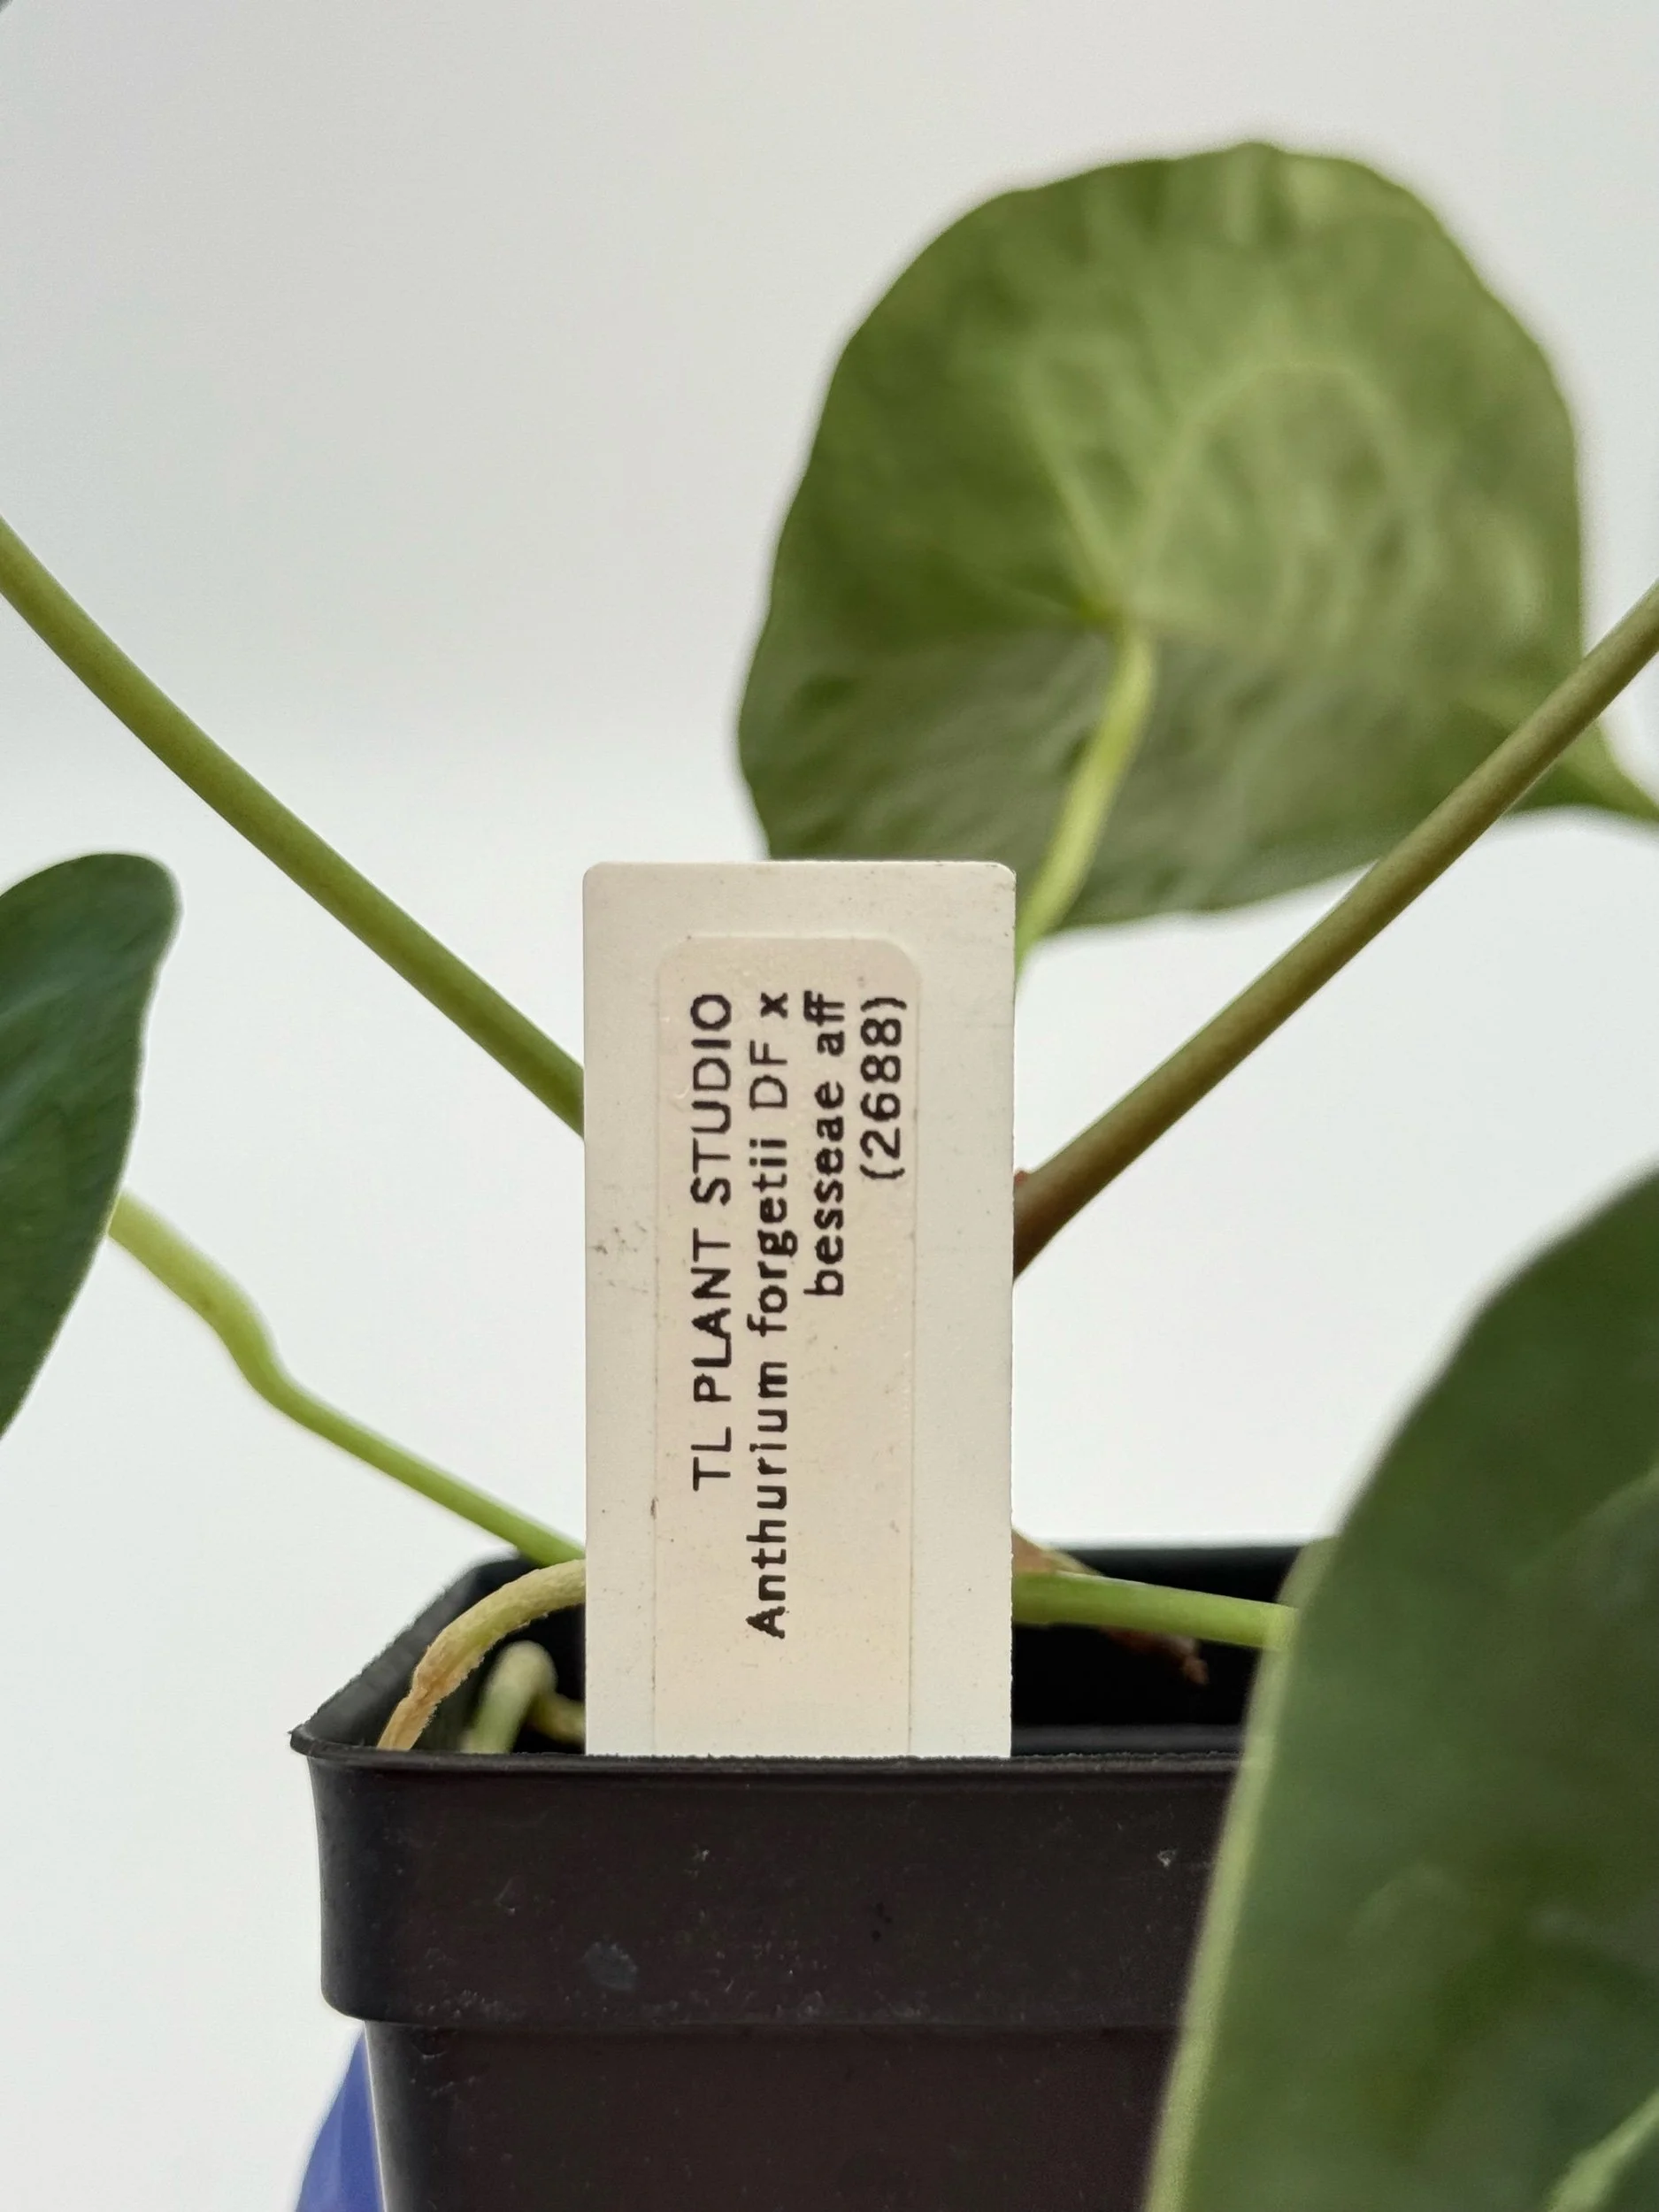 TL PLANT STUDIO
Anthurium forgetii DF x
besseae aff
(2688)